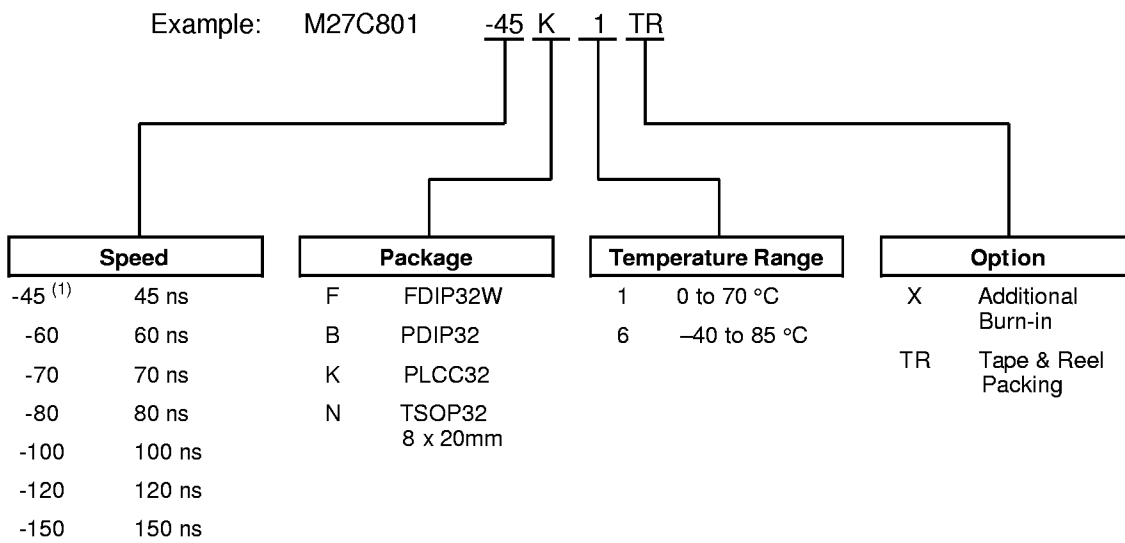 Example: M27C801 -45 K 1 TR
Speed
-45 (1) 45 ns
-60 60 ns
-70 70 ns
-80 80 ns
-100 100 ns
-120 120 ns
-150 150 ns
Package
F FDIP32W
B PDIP32
K PLCC32
N TSOP32
8 x 20mm
Temperature Range
1 0 to 70 °C
6 –40 to 85 °C
Option
X Additional
Burn-in
TR Tape & Reel
Packing